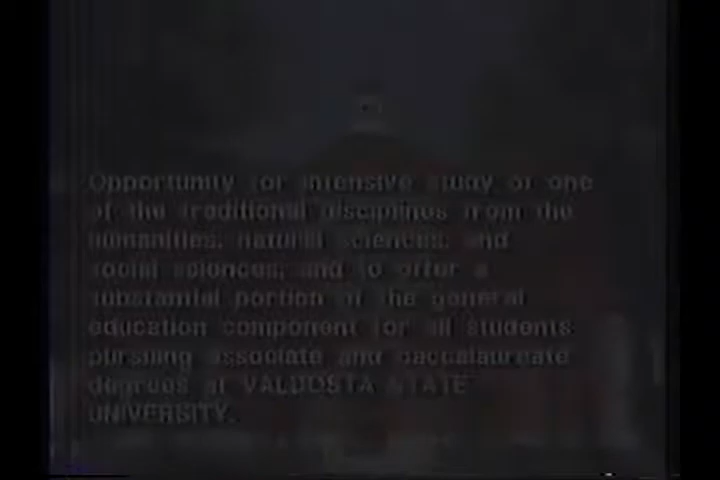 Opportunity for intensive study of one
of the traditional disciplines from the
humanities, natural sciences, and
social sciences; and to offer a
substantial portion of the general
education component for all students
pursuing associate and baccalaureate
degrees at VALDOSTA STATE
UNIVERSITY.